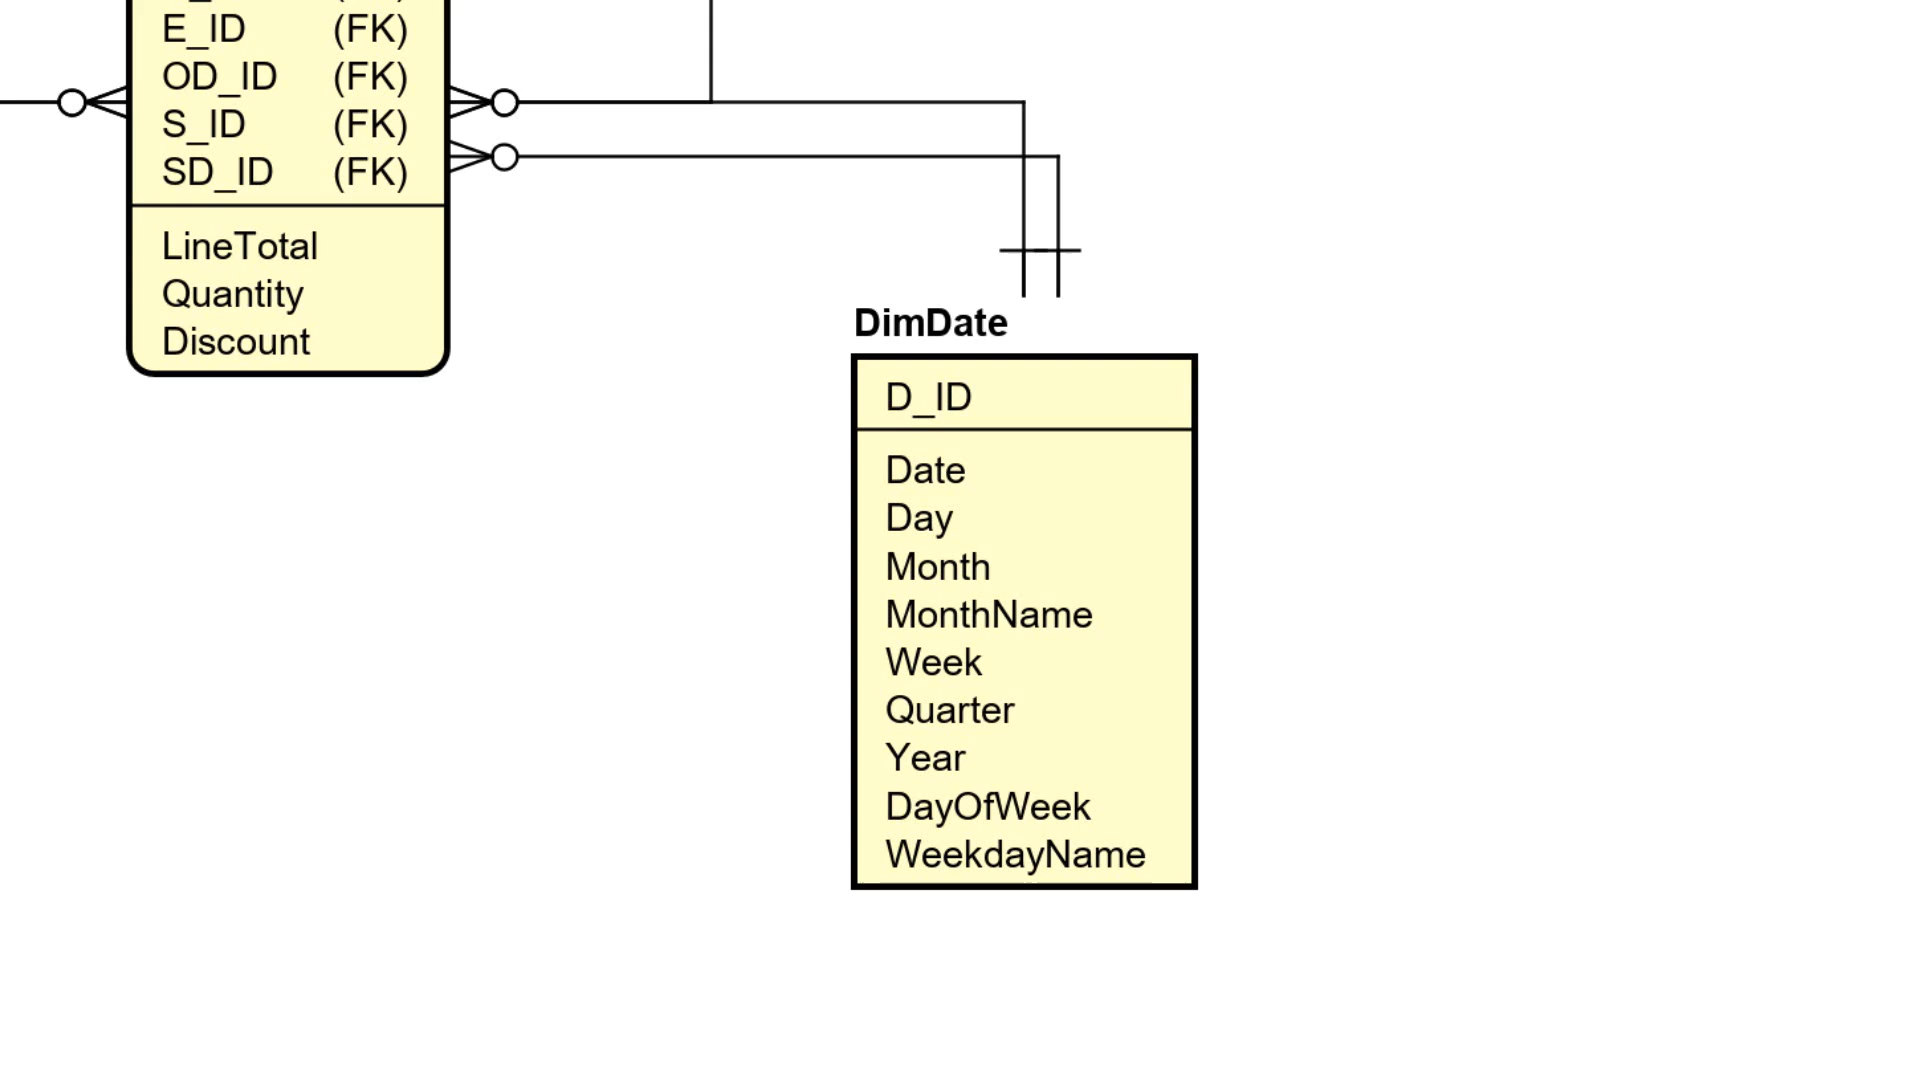 E_ID (FK)
OD_ID (FK)
S_ID (FK)
SD_ID (FK)
LineTotal
Quantity
Discount
DimDate
D_ID
Date
Day
Month
MonthName
Week
Quarter
Year
DayOfWeek
WeekdayName